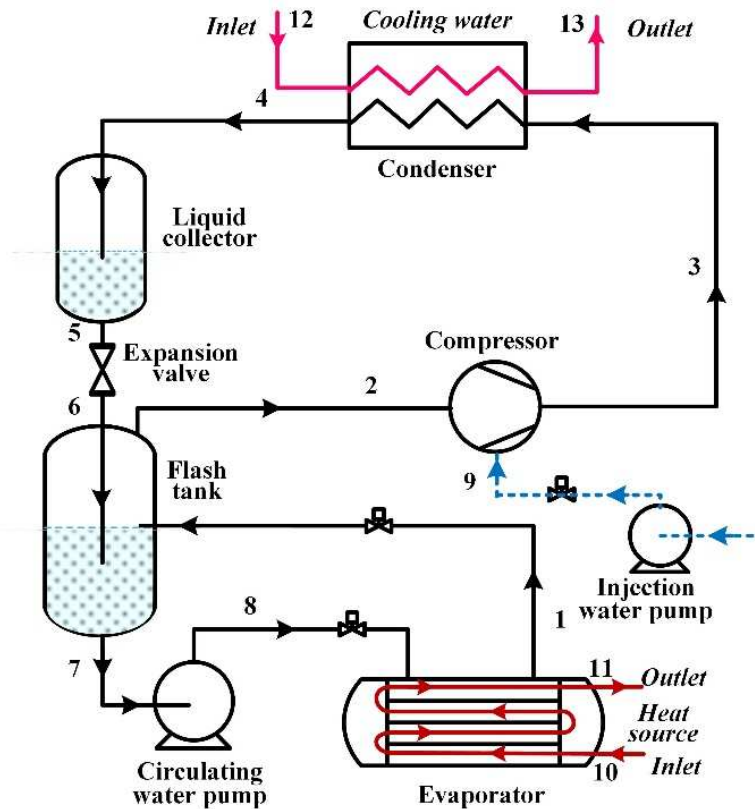 12
Cooling water
13
Inlet
Outlet
4
Condenser
Liquid
collector
3
5
Compressor
Expansion
valve
6
2
Flash
tank
9
Injection
water pump
8
1
7
11
Outlet
Heat
source
10
Inlet
Circulating
water pump
Evaporator